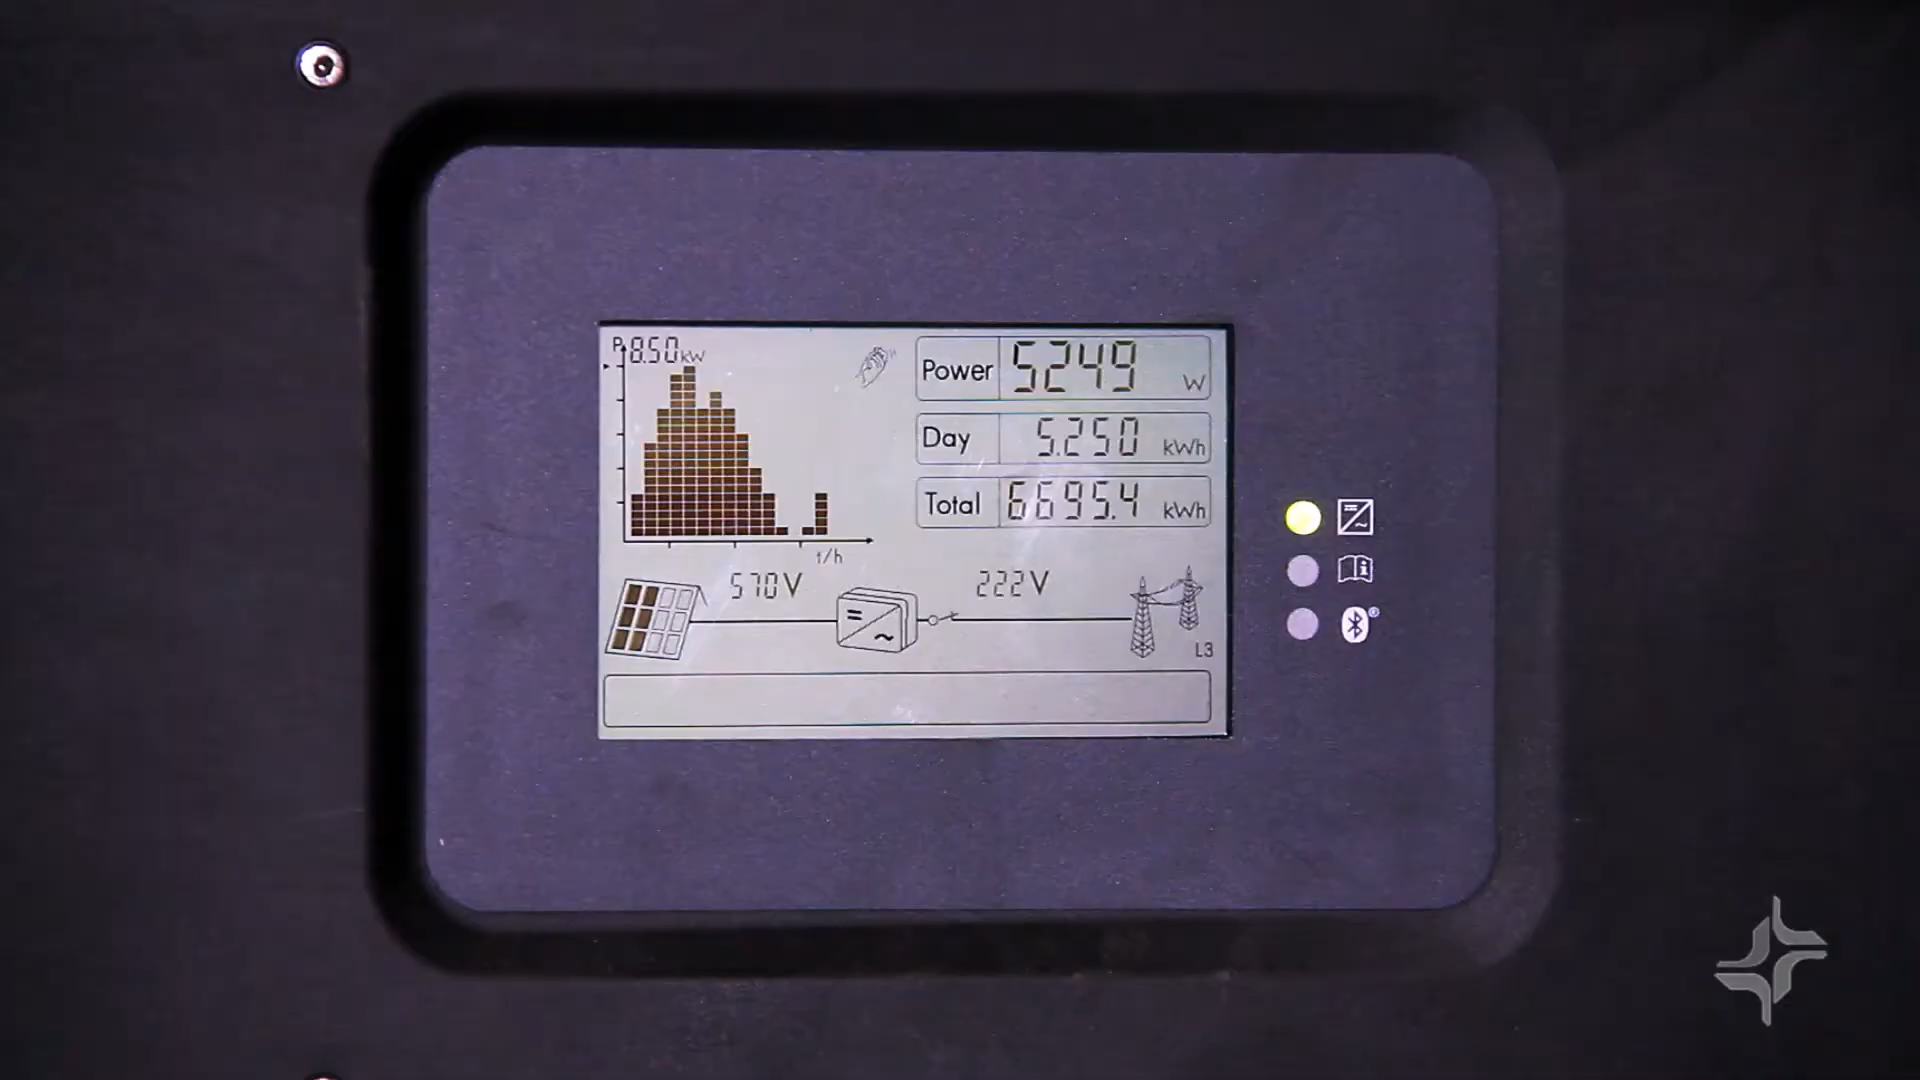 P 8.50 kW
Power 5249 W
Day 5.250 kWh
Total 6695.4 kWh
t/h
570V
222V
L3